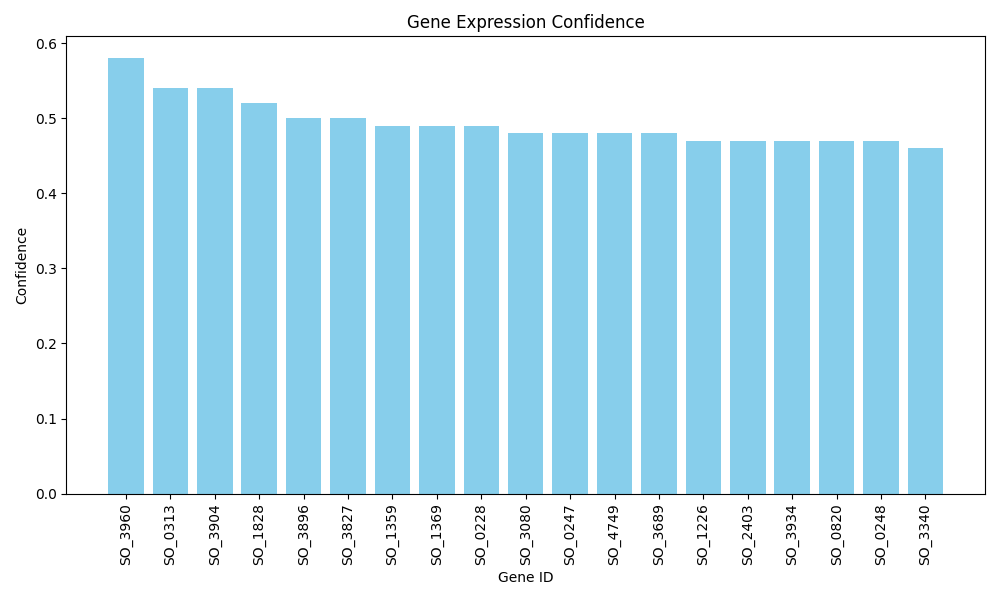 Gene Expression Confidence
Confidence
0.6
0.5
0.4
0.3
0.2
0.1
0.0
SO_3960
SO_0313
SO_3904
SO_1828
SO_3896
SO_3827
SO_1359
SO_1369
SO_0228
SO_3080
SO_0247
SO_4749
SO_3689
SO_1226
SO_2403
SO_3934
SO_0820
SO_0248
SO_3340
Gene ID